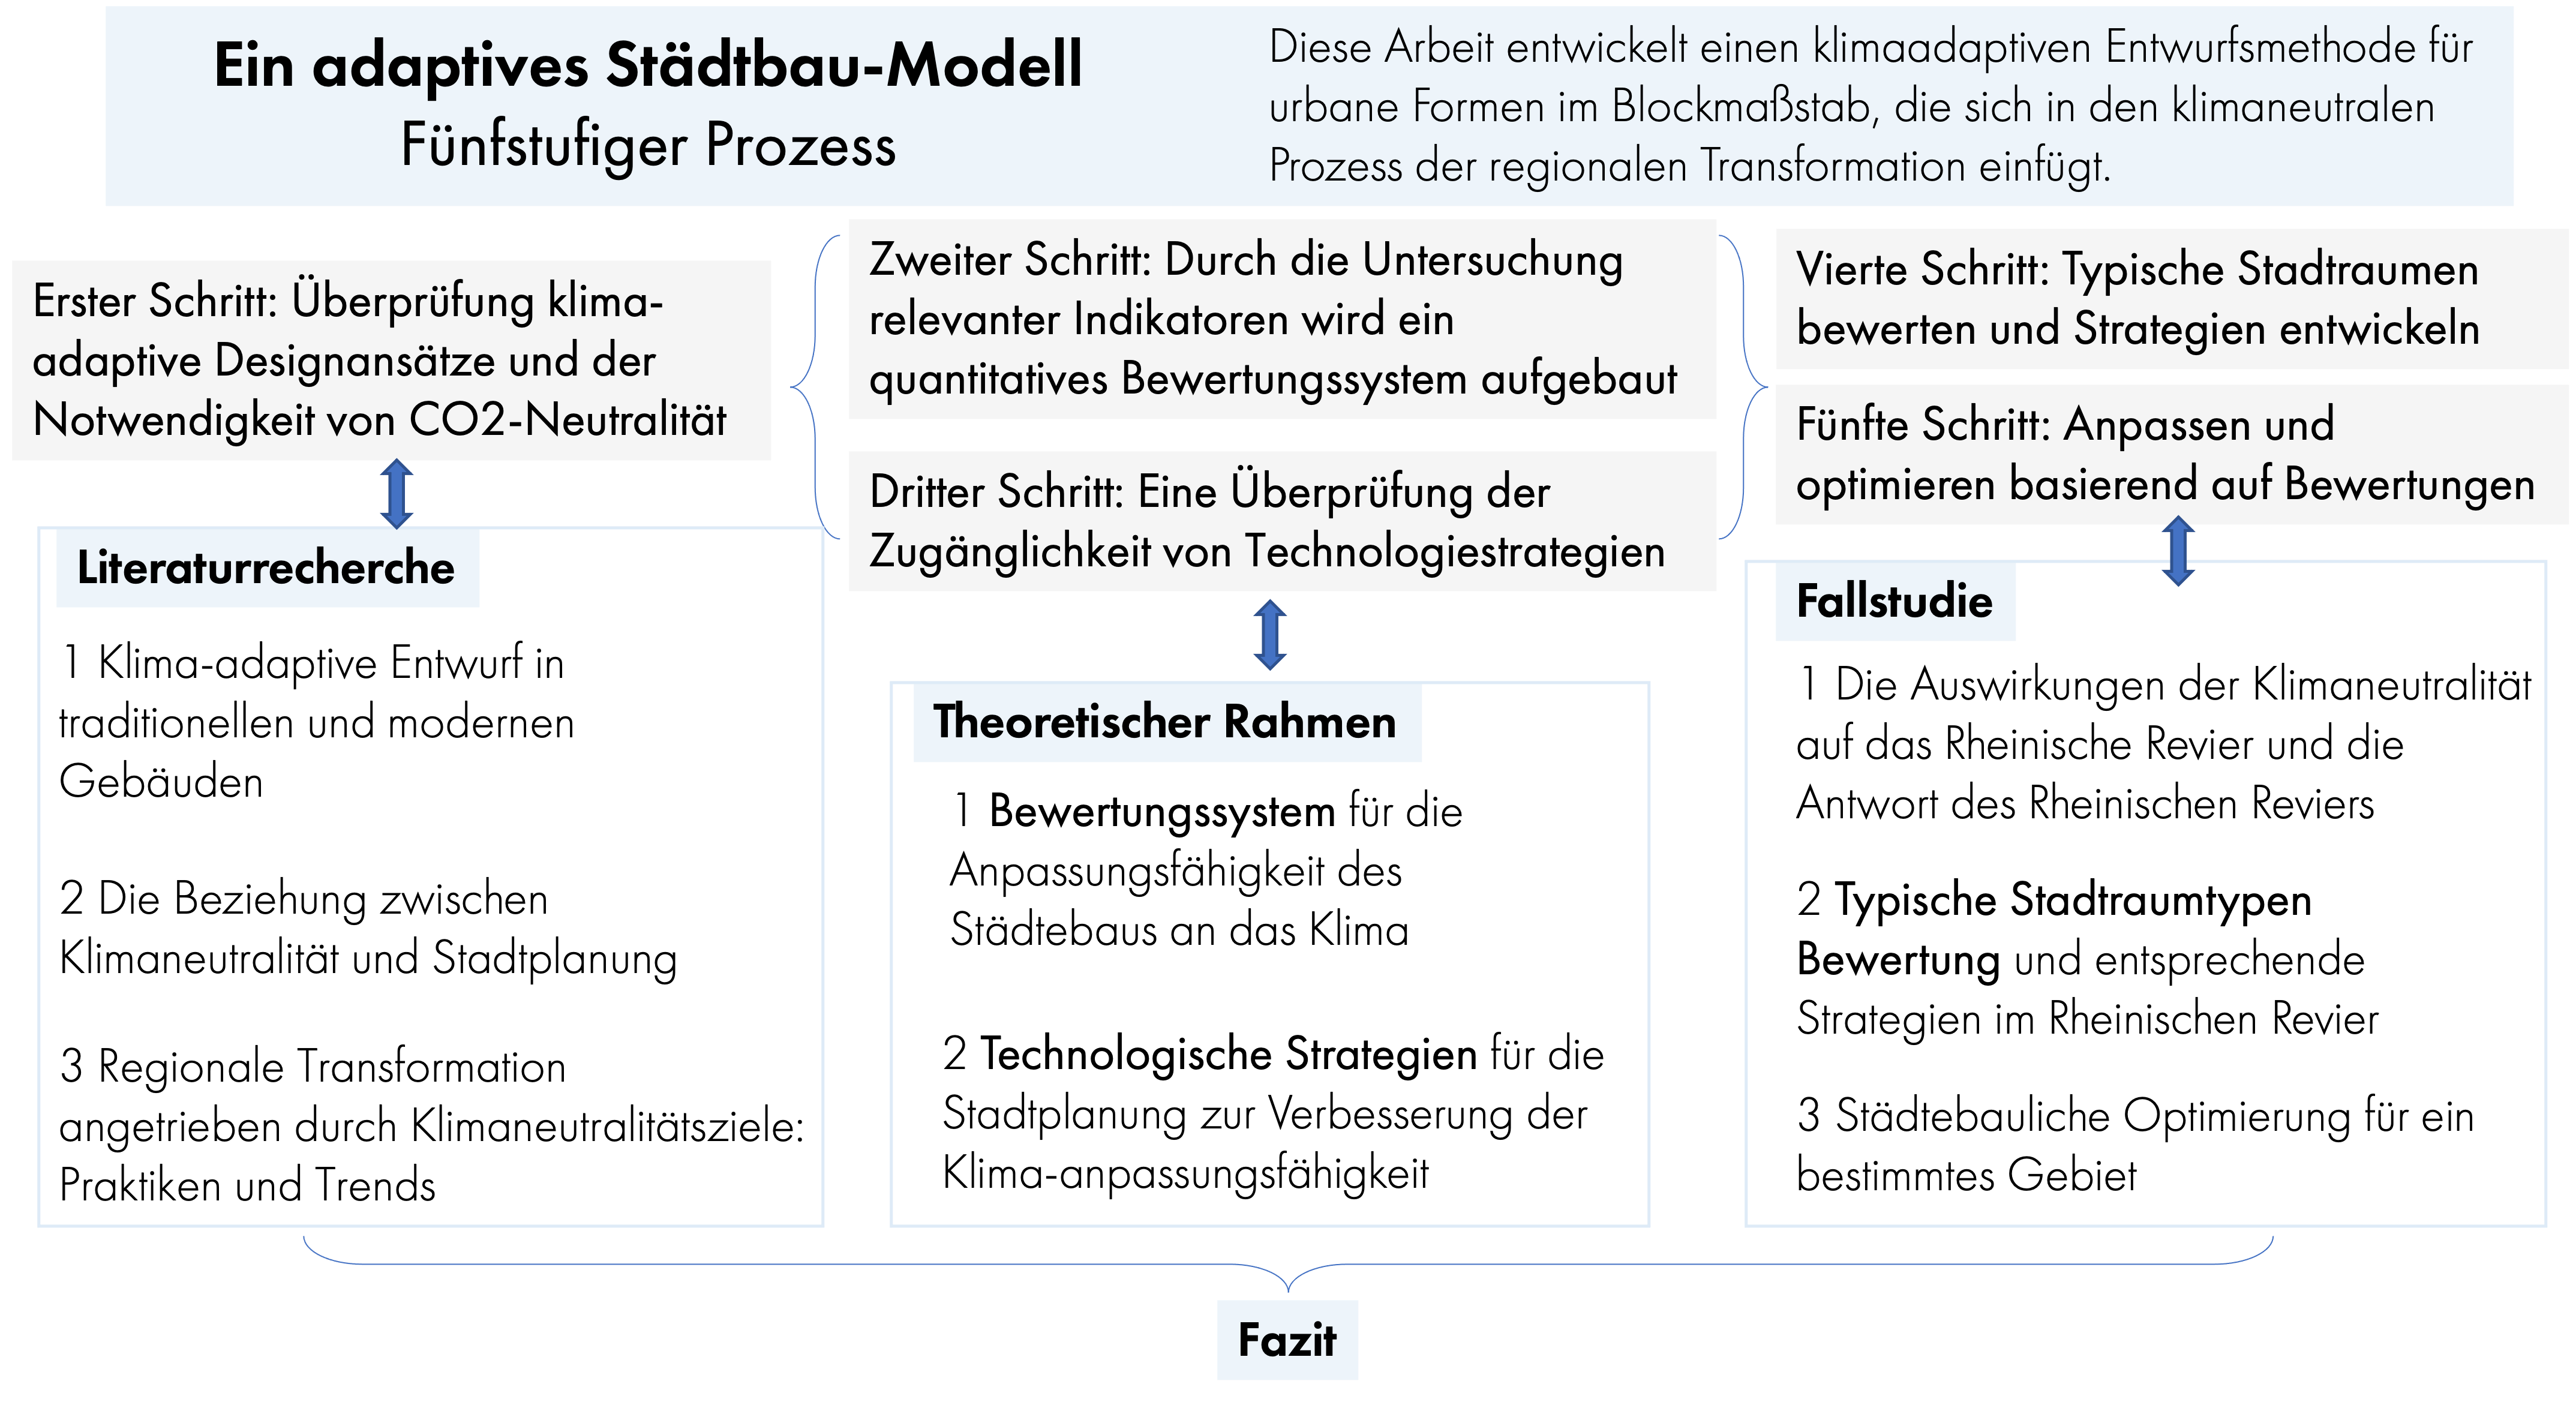 Ein adaptives Städtbau-Modell
Fünfstufiger Prozess
Diese Arbeit entwickelt einen klimaadaptiven Entwurfsmethode für
urbane Formen im Blockmaßstab, die sich in den klimaneutralen
Prozess der regionalen Transformation einfügt.
Erster Schritt: Überprüfung klima-
adaptive Designansätze und der
Notwendigkeit von CO2-Neutralität
Zweiter Schritt: Durch die Untersuchung
relevanter Indikatoren wird ein
quantitatives Bewertungssystem aufgebaut
Dritter Schritt: Eine Überprüfung der
Zugänglichkeit von Technologiestrategien
Vierte Schritt: Typische Stadtraumen
bewerten und Strategien entwickeln
Fünfte Schritt: Anpassen und
optimieren basierend auf Bewertungen
Literaturrecherche
1 Klima-adaptive Entwurf in
traditionellen und modernen
Gebäuden
2 Die Beziehung zwischen
Klimaneutralität und Stadtplanung
3 Regionale Transformation
angetrieben durch Klimaneutralitätsziele:
Praktiken und Trends
Theoretischer Rahmen
1 Bewertungssystem für die
Anpassungsfähigkeit des
Städtebaus an das Klima
2 Technologische Strategien für die
Stadtplanung zur Verbesserung der
Klima-anpassungsfähigkeit
Fallstudie
1 Die Auswirkungen der Klimaneutralität
auf das Rheinische Revier und die
Antwort des Rheinischen Reviers
2 Typische Stadtraumtypen
Bewertung und entsprechende
Strategien im Rheinischen Revier
3 Städtebauliche Optimierung für ein
bestimmtes Gebiet
Fazit